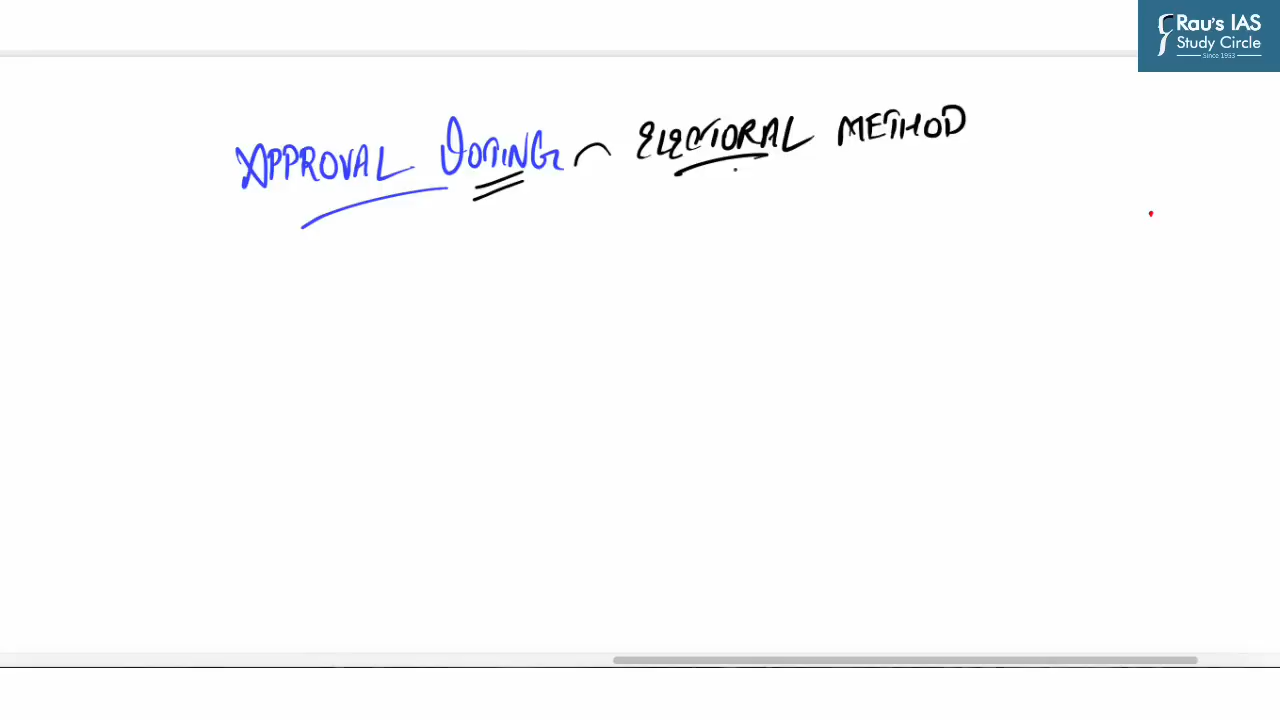 Rau's IAS
Study Circle
Since 1953
APPROVAL VOTING ELECTORAL METHOD